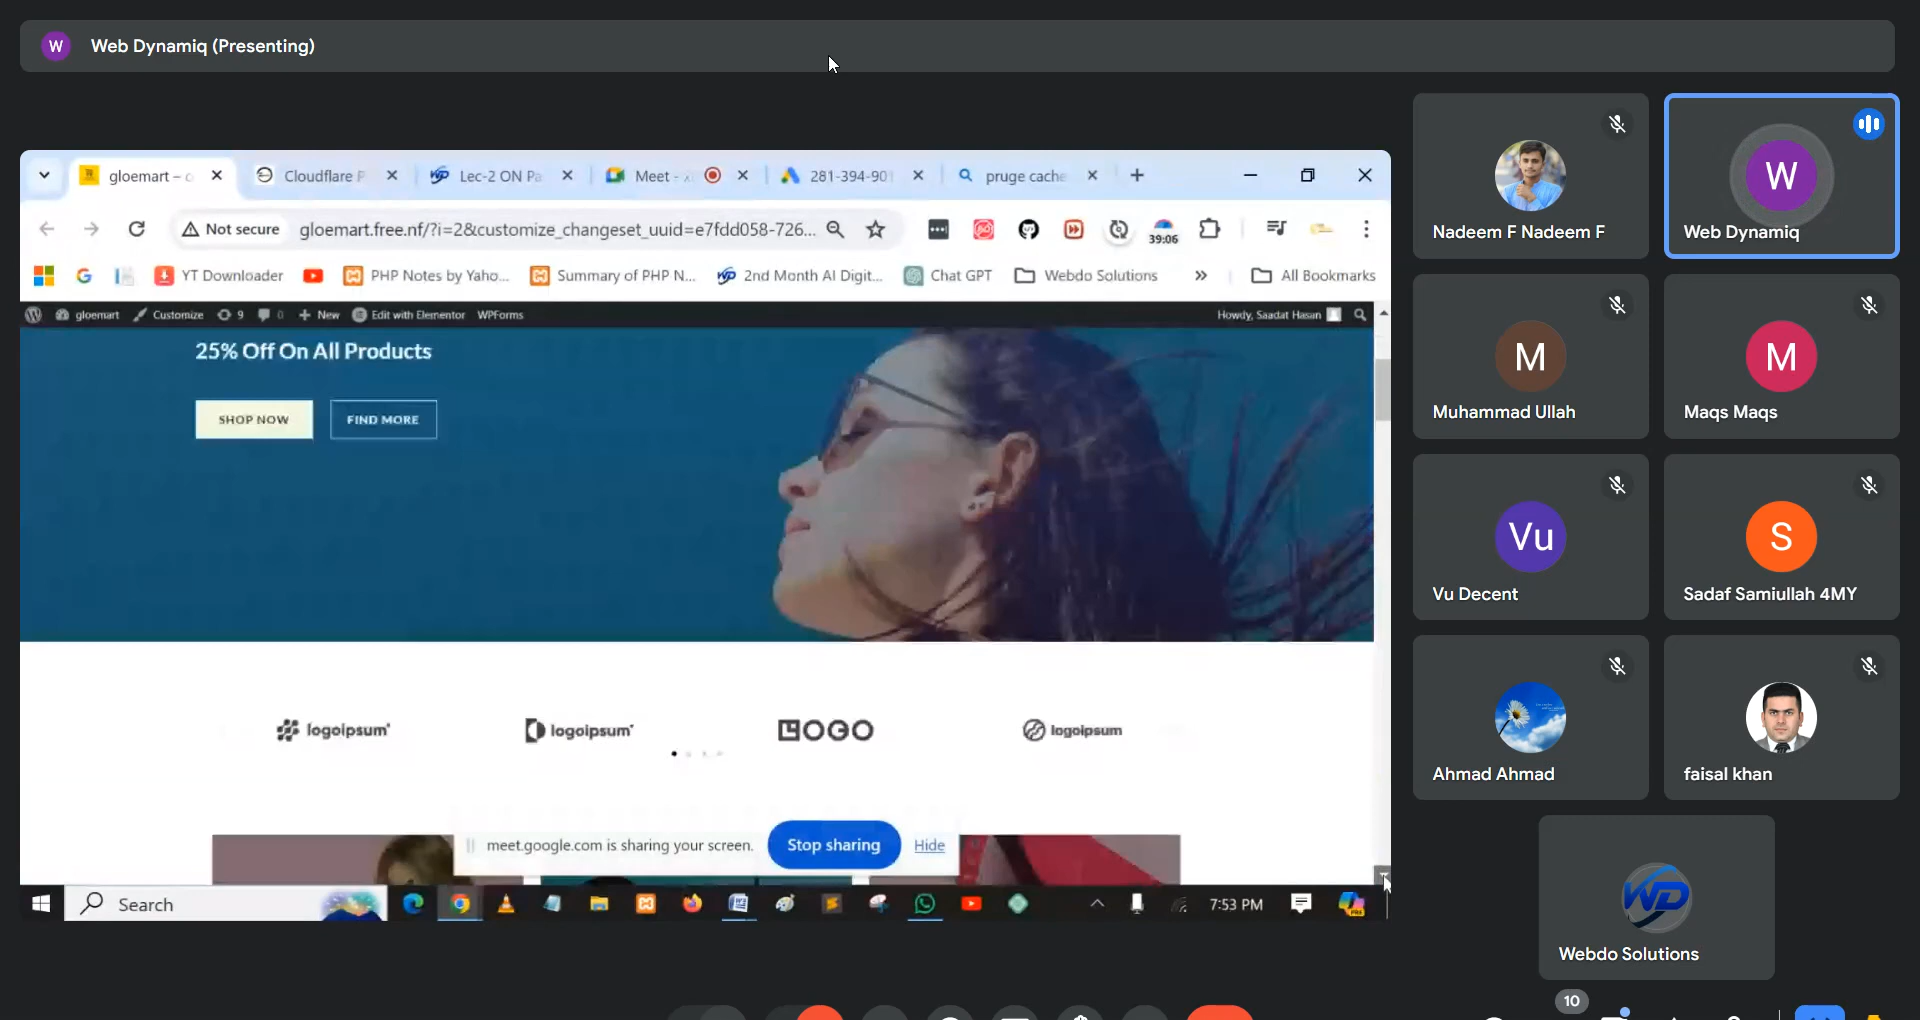 W Web Dynamiq (Presenting)
gloemart – c
Cloudflare P
Lec-2 ON Pa
Meet -
281-394-901
pruge cache
Not secure
gloemart.free.nf/?i=2&customize_changeset_uuid=e7fdd058-726...
39:06
YT Downloader
PHP Notes by Yaho...
Summary of PHP N...
2nd Month AI Digit...
Chat GPT
Webdo Solutions
»
All Bookmarks
gloemart
Customize
9
0
New
Edit with Elementor
WPForms
Howdy, Saadat Hasan
25% Off On All Products
SHOP NOW
FIND MORE
logoipsum
logoipsum
LOGO
logoipsum
meet.google.com is sharing your screen.
Stop sharing
Hide
Search
7:53 PM
PRE
Nadeem F Nadeem F
W
Web Dynamiq
M
Muhammad Ullah
M
Maqs Maqs
Vu
Vu Decent
S
Sadaf Samiullah 4MY
Ahmad Ahmad
faisal khan
WD
Webdo Solutions
10